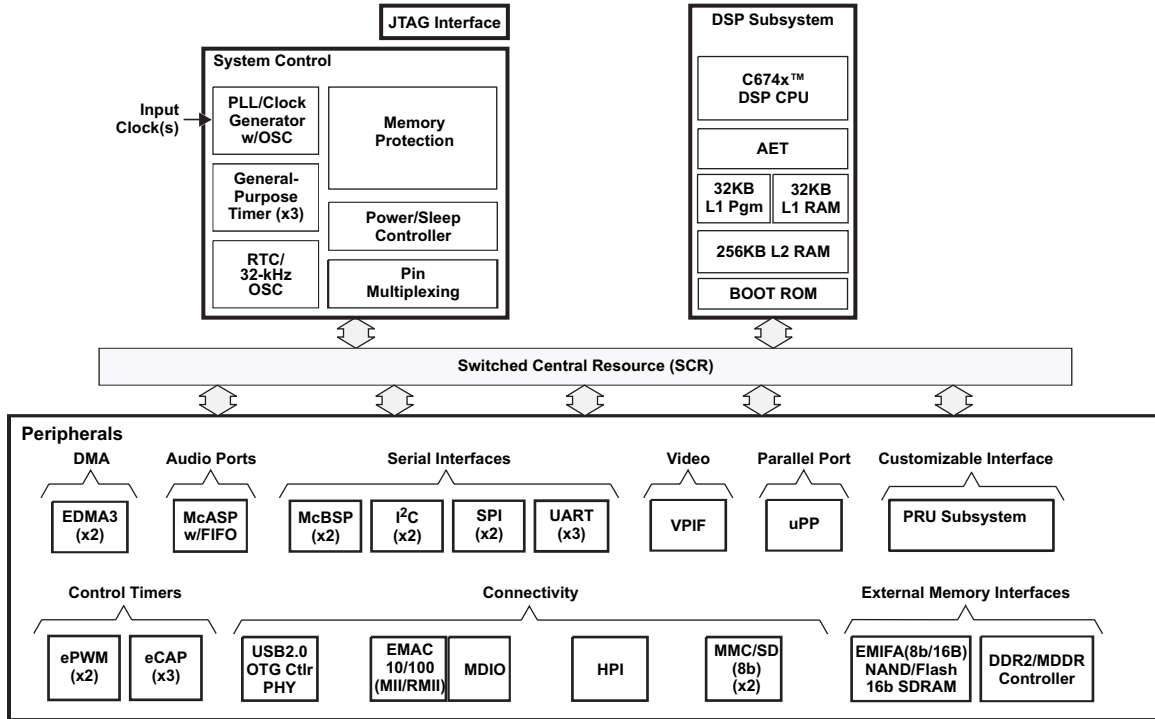 JTAG Interface
System Control
Input
Clock(s)
PLL/Clock
Generator
w/OSC
General-
Purpose
Timer (x3)
RTC/
32-kHz
OSC
Memory
Protection
Power/Sleep
Controller
Pin
Multiplexing
DSP Subsystem
C674x™
DSP CPU
AET
32KB
L1 Pgm
32KB
L1 RAM
256KB L2 RAM
BOOT ROM
Switched Central Resource (SCR)
Peripherals
DMA
EDMA3
(x2)
Audio Ports
McASP
w/FIFO
Serial Interfaces
McBSP
(x2)
I²C
(x2)
SPI
(x2)
UART
(x3)
Video
VPIF
Parallel Port
uPP
Customizable Interface
PRU Subsystem
Control Timers
ePWM
(x2)
eCAP
(x3)
Connectivity
USB2.0
OTG Ctlr
PHY
EMAC
10/100
(MII/RMII)
MDIO
HPI
MMC/SD
(8b)
(x2)
External Memory Interfaces
EMIFA(8b/16B)
NAND/Flash
16b SDRAM
DDR2/MDDR
Controller